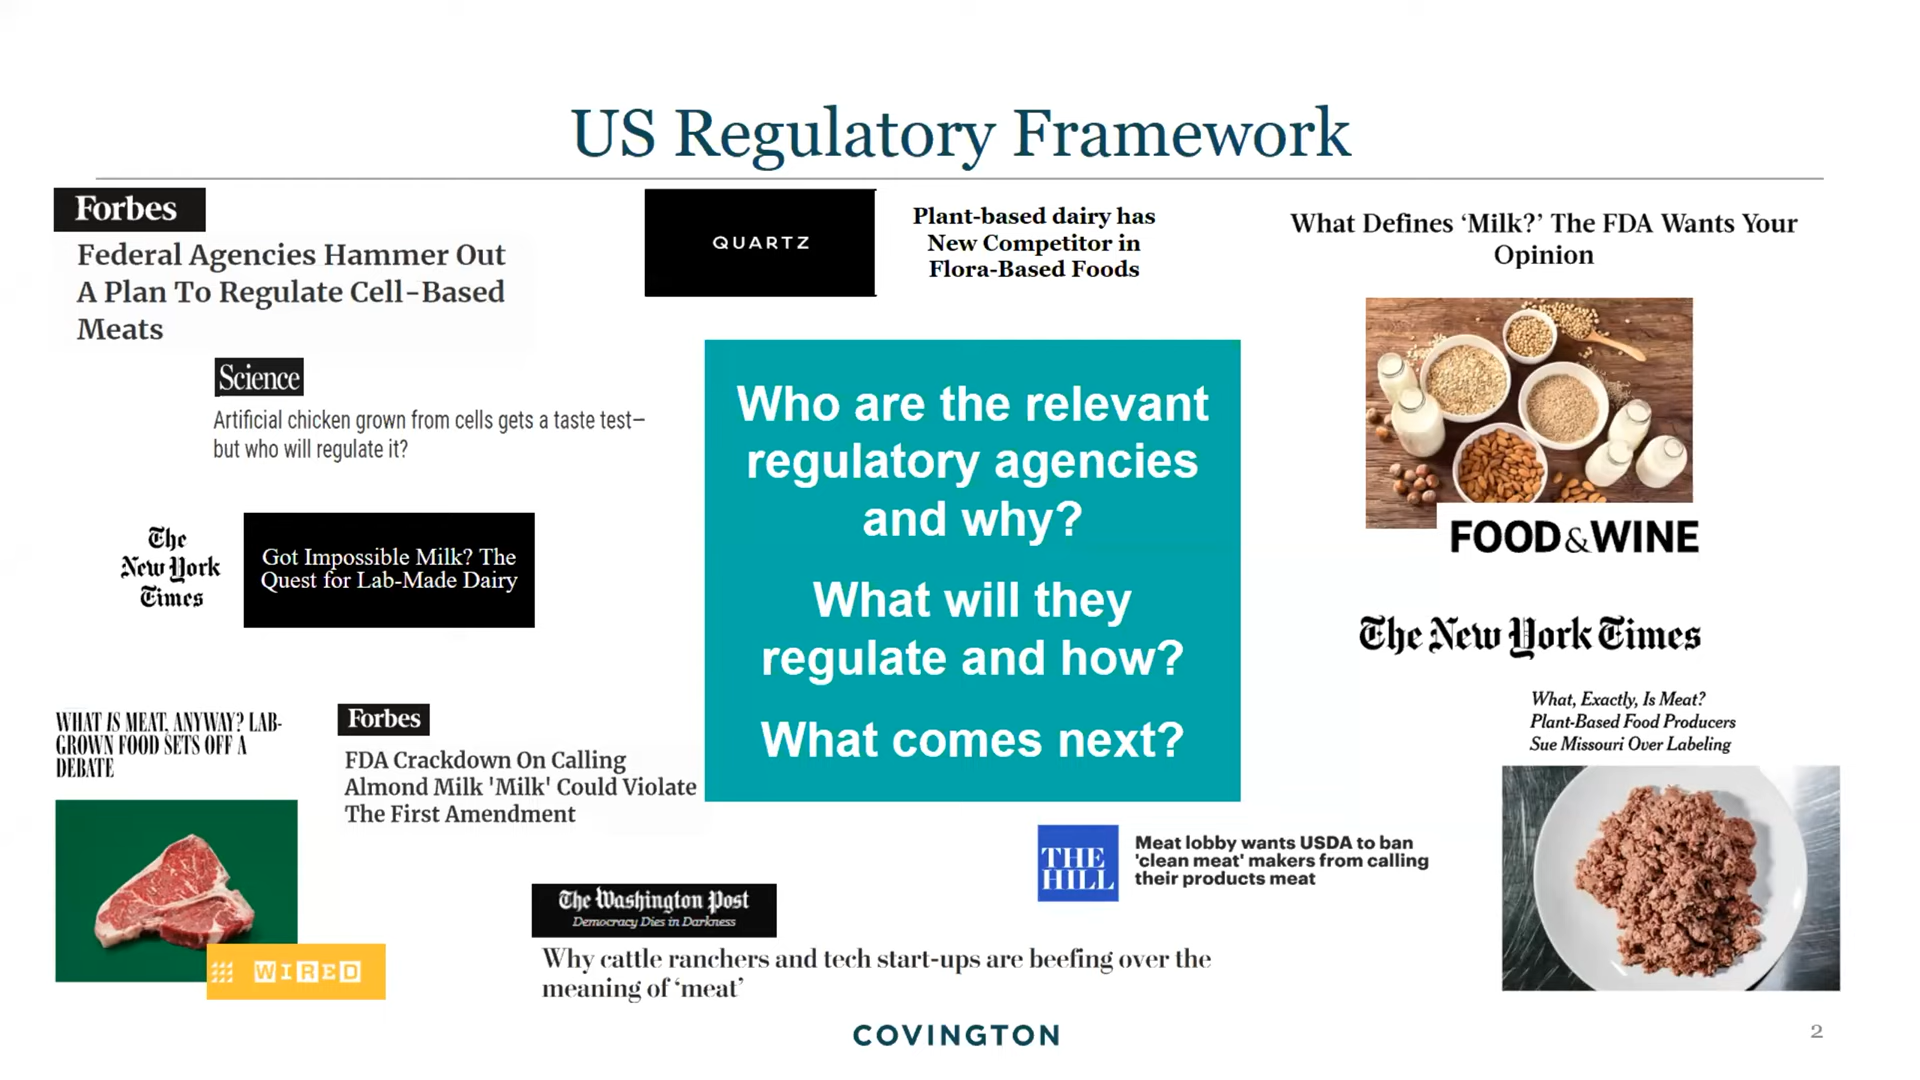 US Regulatory Framework
Forbes
Federal Agencies Hammer Out
A Plan To Regulate Cell-Based
Meats
QUARTZ
Plant-based dairy has
New Competitor in
Flora-Based Foods
What Defines ‘Milk?’ The FDA Wants Your
Opinion
FOOD&WINE
Science
Artificial chicken grown from cells gets a taste test—
but who will regulate it?
The
New York
Times
Got Impossible Milk? The
Quest for Lab-Made Dairy
Who are the relevant
regulatory agencies
and why?
What will they
regulate and how?
What comes next?
The New York Times
What, Exactly, Is Meat?
Plant-Based Food Producers
Sue Missouri Over Labeling
WHAT IS MEAT, ANYWAY? LAB-
GROWN FOOD SETS OFF A
DEBATE
WIRED
Forbes
FDA Crackdown On Calling
Almond Milk 'Milk' Could Violate
The First Amendment
THE
HILL
Meat lobby wants USDA to ban
'clean meat' makers from calling
their products meat
The Washington Post
Democracy Dies in Darkness
Why cattle ranchers and tech start-ups are beefing over the
meaning of ‘meat’
COVINGTON
2